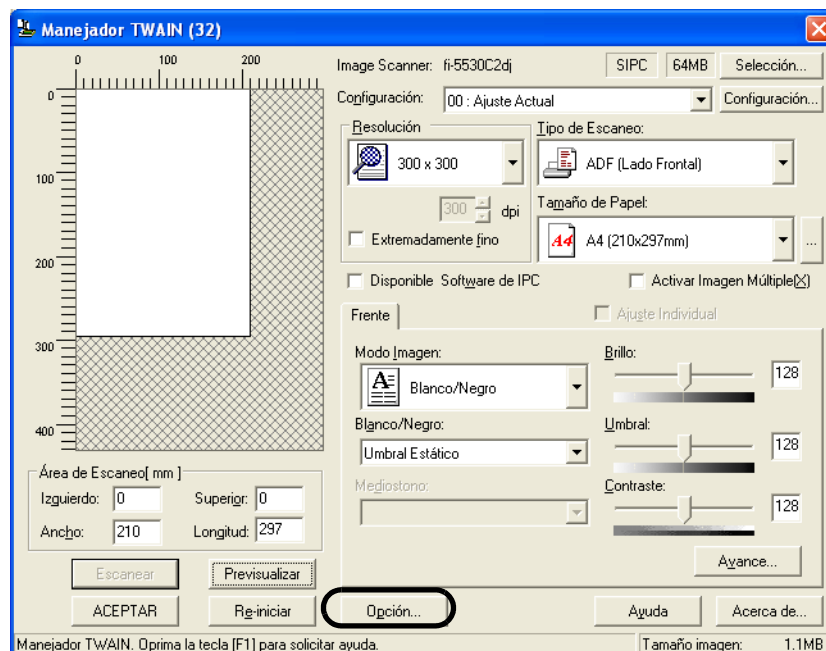 Manejador TWAIN (32)
0 100 200
0
100
200
300
400
Image Scanner: fi-5530C2dj SIPC 64MB Selección...
Configuración: 00 : Ajuste Actual Configuración...
Resolución
300 x 300
300 dpi
Extremadamente fino
Tipo de Escaneo:
ADF (Lado Frontal)
Tamaño de Papel:
A4 A4 (210x297mm) ...
Disponible Software de IPC Activar Imagen Múltiple(X)
Frente Ajuste Individual
Modo Imagen:
A Blanco/Negro
Blanco/Negro:
Umbral Estático
Mediostono:
Brillo:
128
Umbral:
128
Contraste:
128
Avance...
Área de Escaneo[ mm ]
Izquierdo: 0 Superior: 0
Ancho: 210 Longitud: 297
Escanear Previsualizar
ACEPTAR Re-iniciar Opción... Ayuda Acerca de...
Manejador TWAIN. Oprima la tecla [F1] para solicitar ayuda. Tamaño imagen: 1.1MB